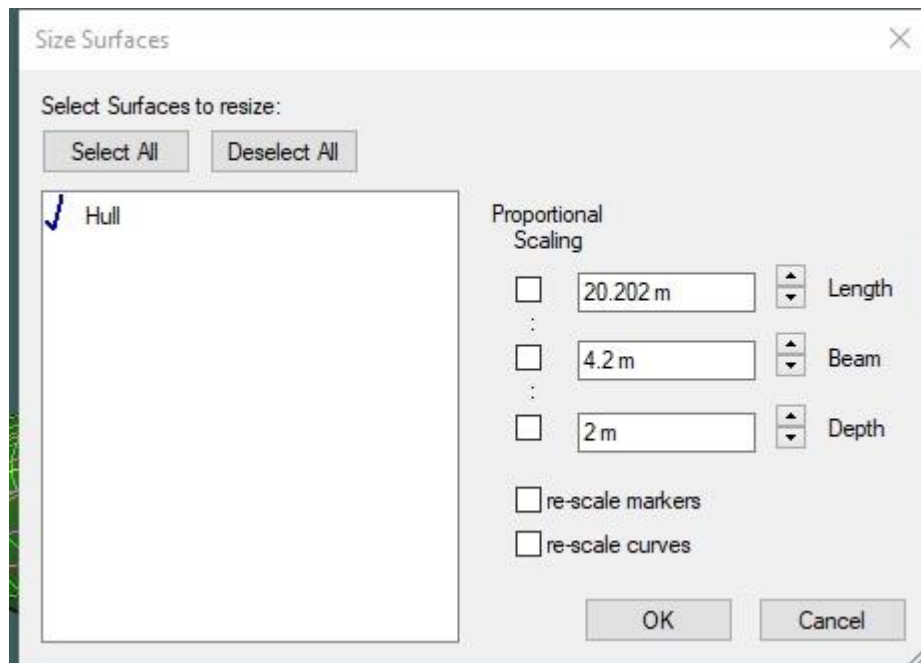 Size Surfaces
Select Surfaces to resize:
Select All
Deselect All
Hull
Proportional
Scaling
20.202 m
Length
:
4.2 m
Beam
:
2 m
Depth
re-scale markers
re-scale curves
OK
Cancel